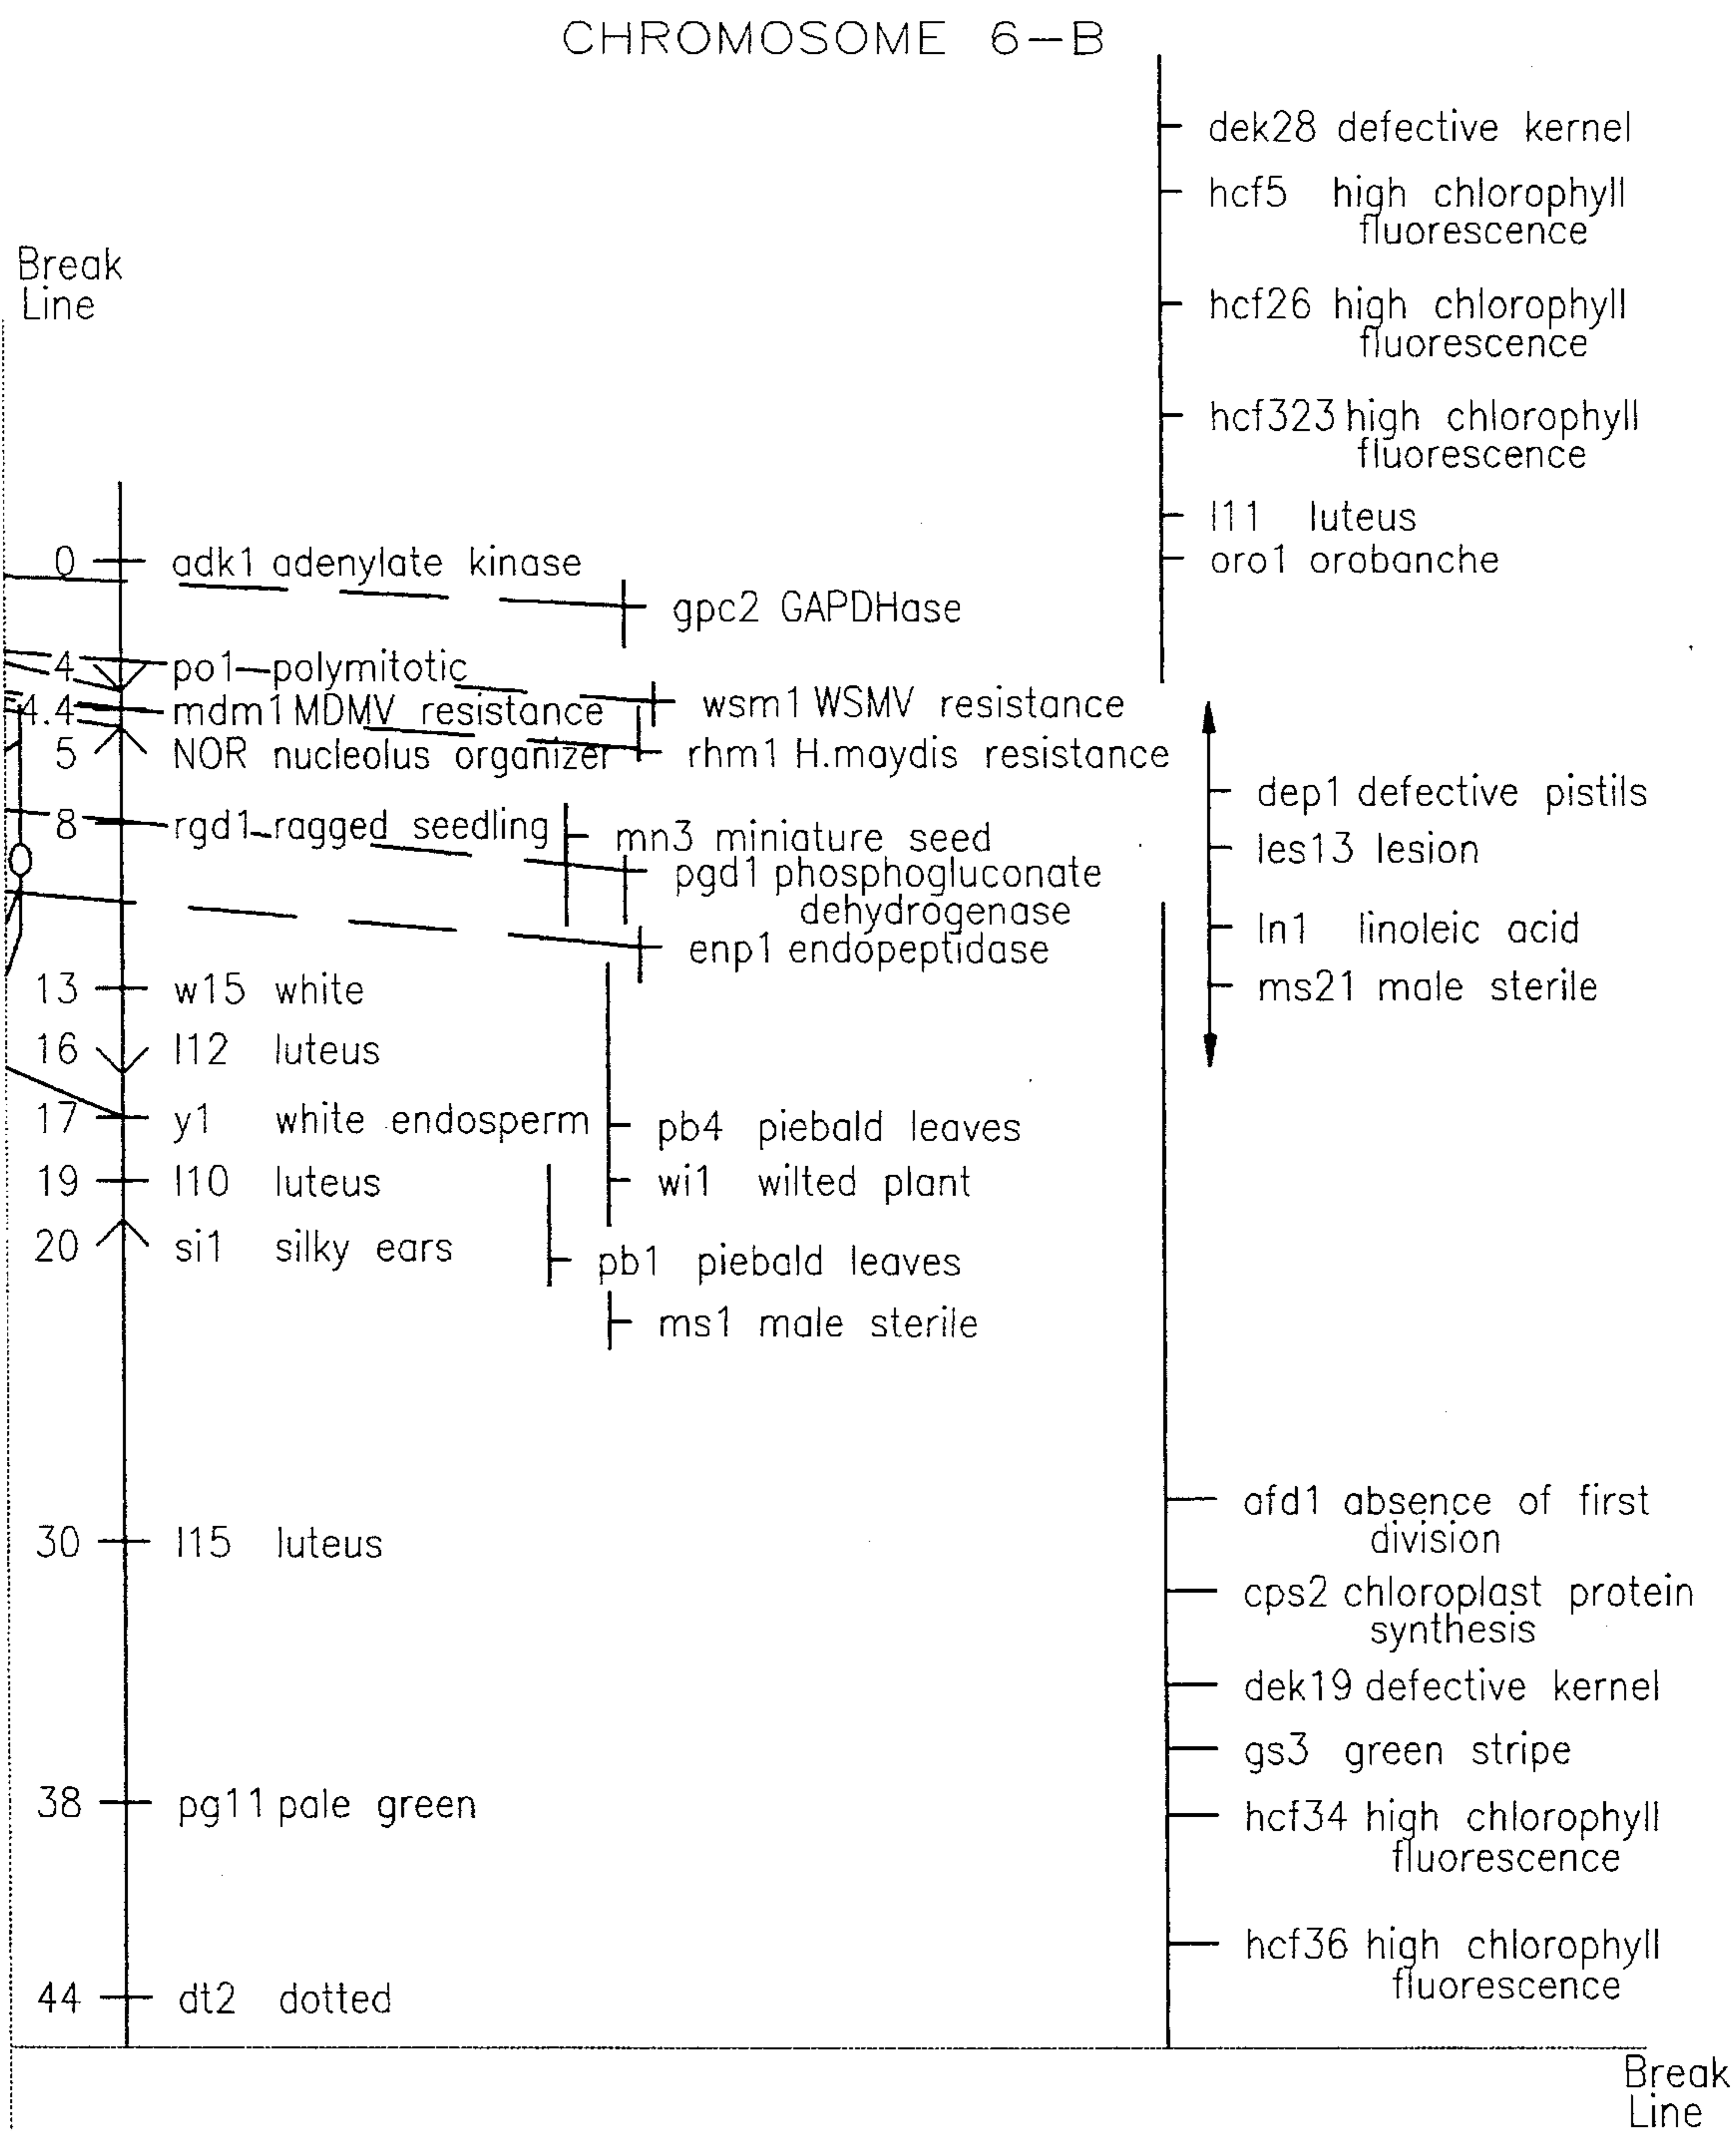 CHROMOSOME 6-B
Break
Line
0 adk1 adenylate kinase
gpc2 GAPDHase
4 po1 polymitotic
wsm1 WSMV resistance
4.4 mdm1 MDMV resistance
5 NOR nucleolus organizer
rhm1 H.maydis resistance
8 rgd1 ragged seedling
mn3 miniature seed
pgd1 phosphogluconate
dehydrogenase
enp1 endopeptidase
13 w15 white
16 l12 luteus
17 y1 white endosperm
pb4 piebald leaves
19 l10 luteus
wi1 wilted plant
20 si1 silky ears
pb1 piebald leaves
ms1 male sterile
30 l15 luteus
38 pg11 pale green
44 dt2 dotted
dek28 defective kernel
hcf5 high chlorophyll
fluorescence
hcf26 high chlorophyll
fluorescence
hcf323 high chlorophyll
fluorescence
l11 luteus
oro1 orobanche
dep1 defective pistils
les13 lesion
ln1 linoleic acid
ms21 male sterile
afd1 absence of first
division
cps2 chloroplast protein
synthesis
dek19 defective kernel
gs3 green stripe
hcf34 high chlorophyll
fluorescence
hcf36 high chlorophyll
fluorescence
Break
Line